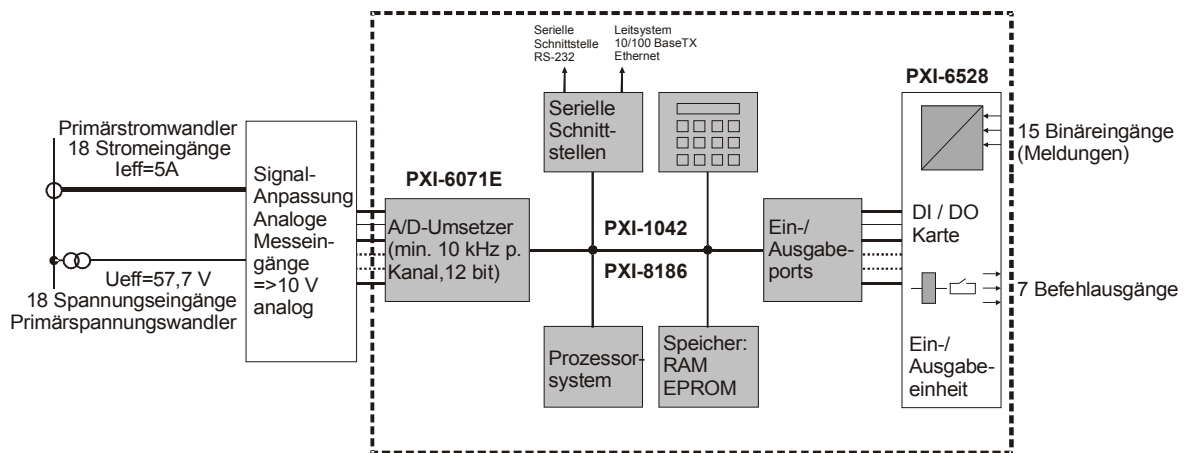 Serielle
Schnittstelle
RS-232
Leitsystem
10/100 BaseTX
Ethernet
PXI-6528
Primärstromwandler
18 Stromeingänge
Ieff=5A
Ueff=57,7 V
18 Spannungseingänge
Primärspannungswandler
Signal-
Anpassung
Analoge
Messein-
gänge
=>10 V
analog
PXI-6071E
A/D-Umsetzer
(min. 10 kHz p.
Kanal,12 bit)
Serielle
Schnitt-
stellen
PXI-1042
PXI-8186
Prozessor-
system
Speicher:
RAM
EPROM
Ein-/
Ausgabe-
ports
DI / DO
Karte
Ein-/
Ausgabe-
einheit
15 Binäreingänge
(Meldungen)
7 Befehlausgänge